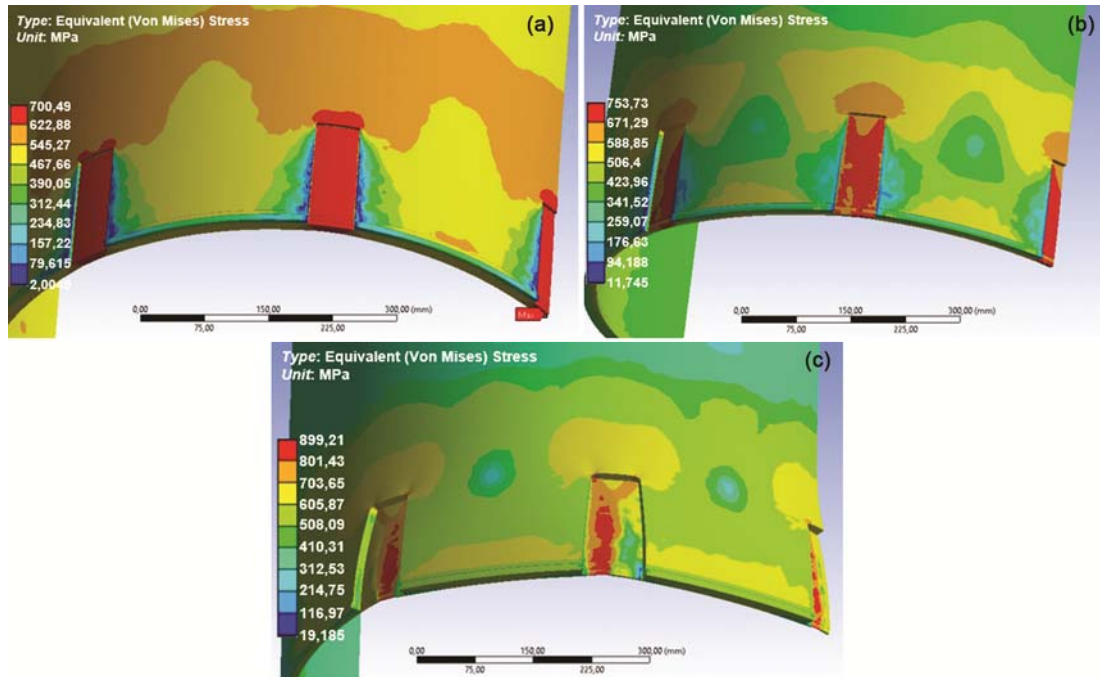 Type: Equivalent (Von Mises) Stress
Unit: MPa
(a)
700,49
622,88
545,27
467,66
390,05
312,44
234,83
157,22
79,615
Max
0,00 150,00 300,00 (mm)
75,00 225,00
Type: Equivalent (Von Mises) Stress
Unit: MPa
(b)
753,73
671,29
588,85
506,4
423,96
341,52
259,07
176,63
94,188
11,745
0,00 150,00 300,00 (mm)
75,00 225,00
Type: Equivalent (Von Mises) Stress
Unit: MPa
(c)
899,21
801,43
703,65
605,87
508,09
410,31
312,53
214,75
116,97
19,185
0,00 150,00 300,00 (mm)
75,00 225,00